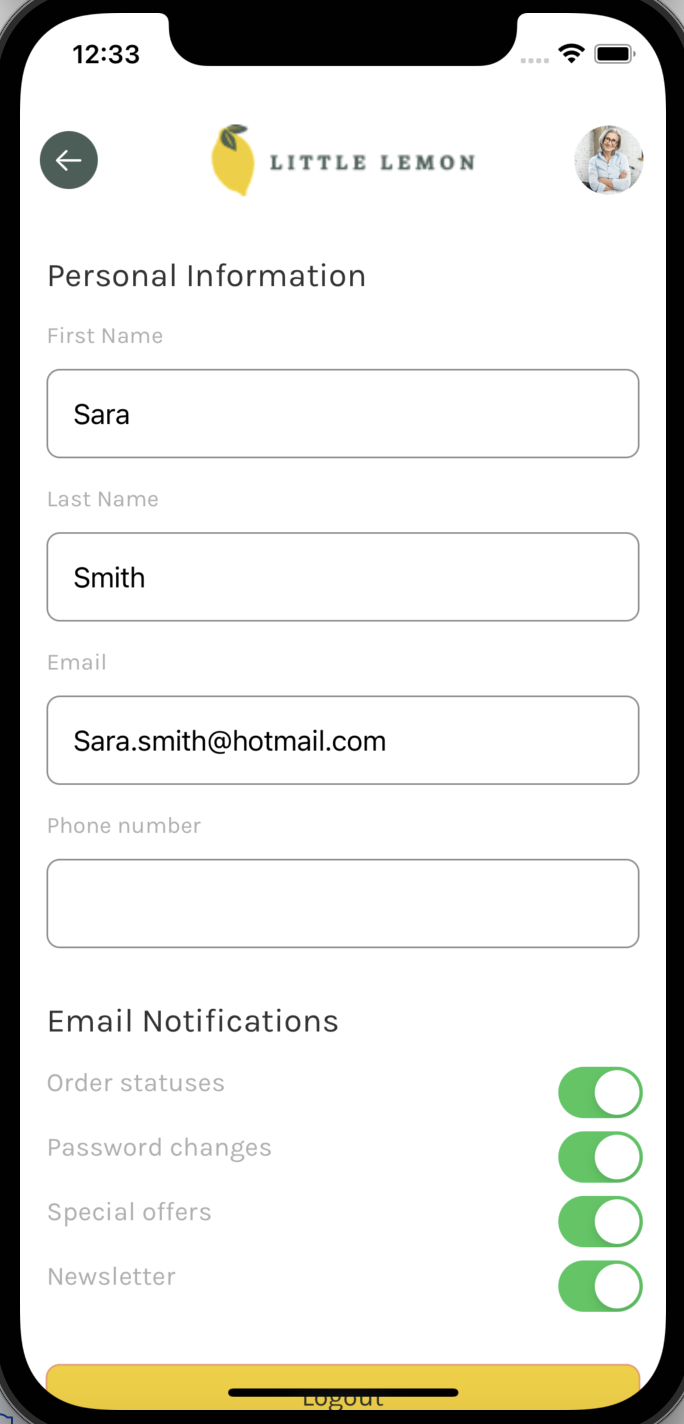 12:33
LITTLE LEMON
Personal Information
First Name
Sara
Last Name
Smith
Email
Sara.smith@hotmail.com
Phone number
Email Notifications
Order statuses
Password changes
Special offers
Newsletter
Logout